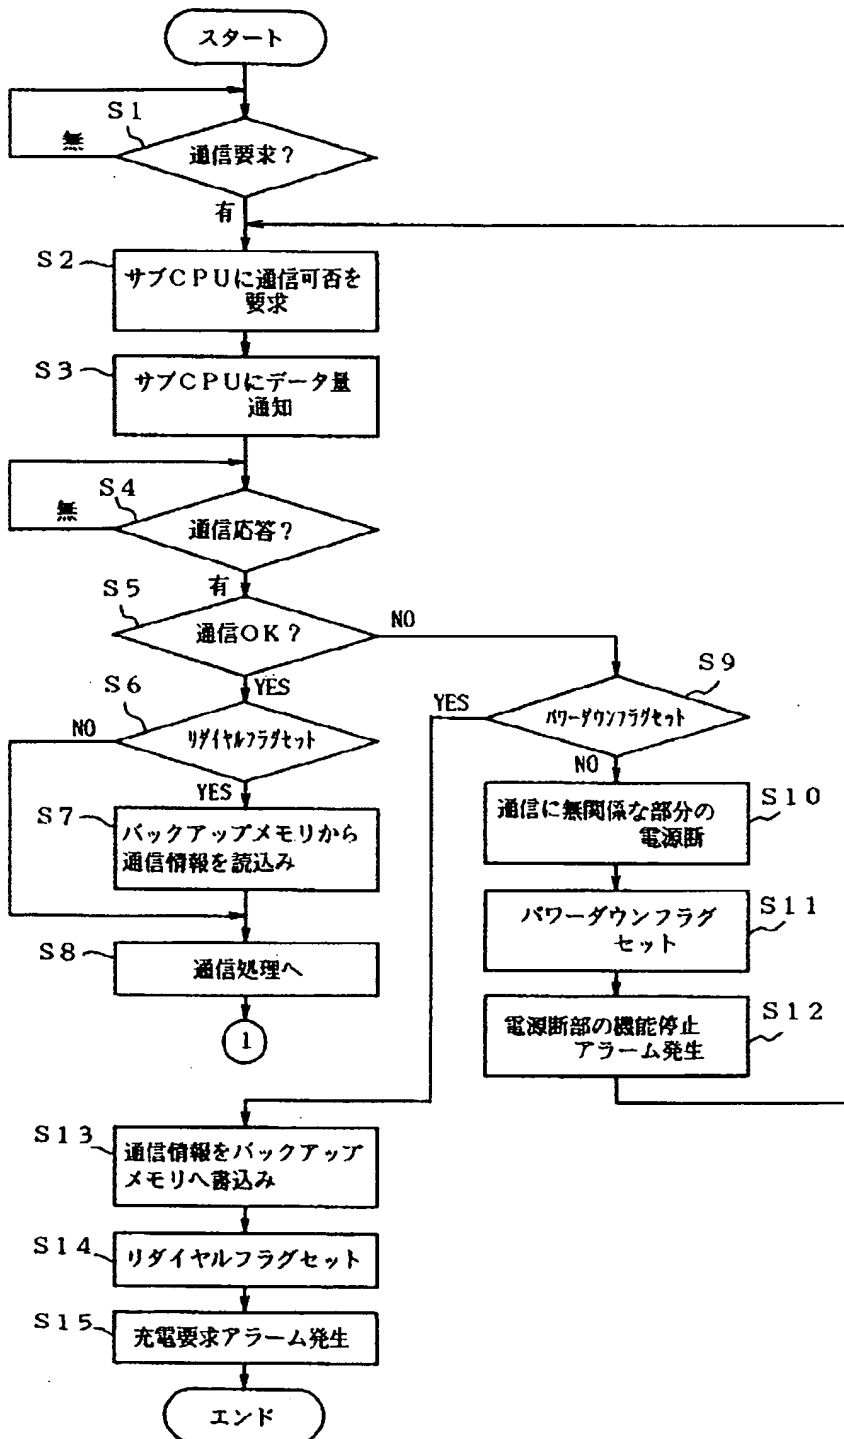 スタート
S1
無
通信要求?
有
S2
サブCPUに通信可否を
要求
S3
サブCPUにデータ量
通知
S4
無
通信応答?
有
S5
通信OK?
NO
YES
S6
NO
リダイヤルフラグセット
YES
S9
YES
パワーダウンフラグセット
NO
S7
バックアップメモリから
通信情報を読込み
S10
通信に無関係な部分の
電源断
S8
通信処理へ
1
S11
パワーダウンフラグ
セット
S12
電源断部の機能停止
アラーム発生
S13
通信情報をバックアップ
メモリへ書込み
S14
リダイヤルフラグセット
S15
充電要求アラーム発生
エンド